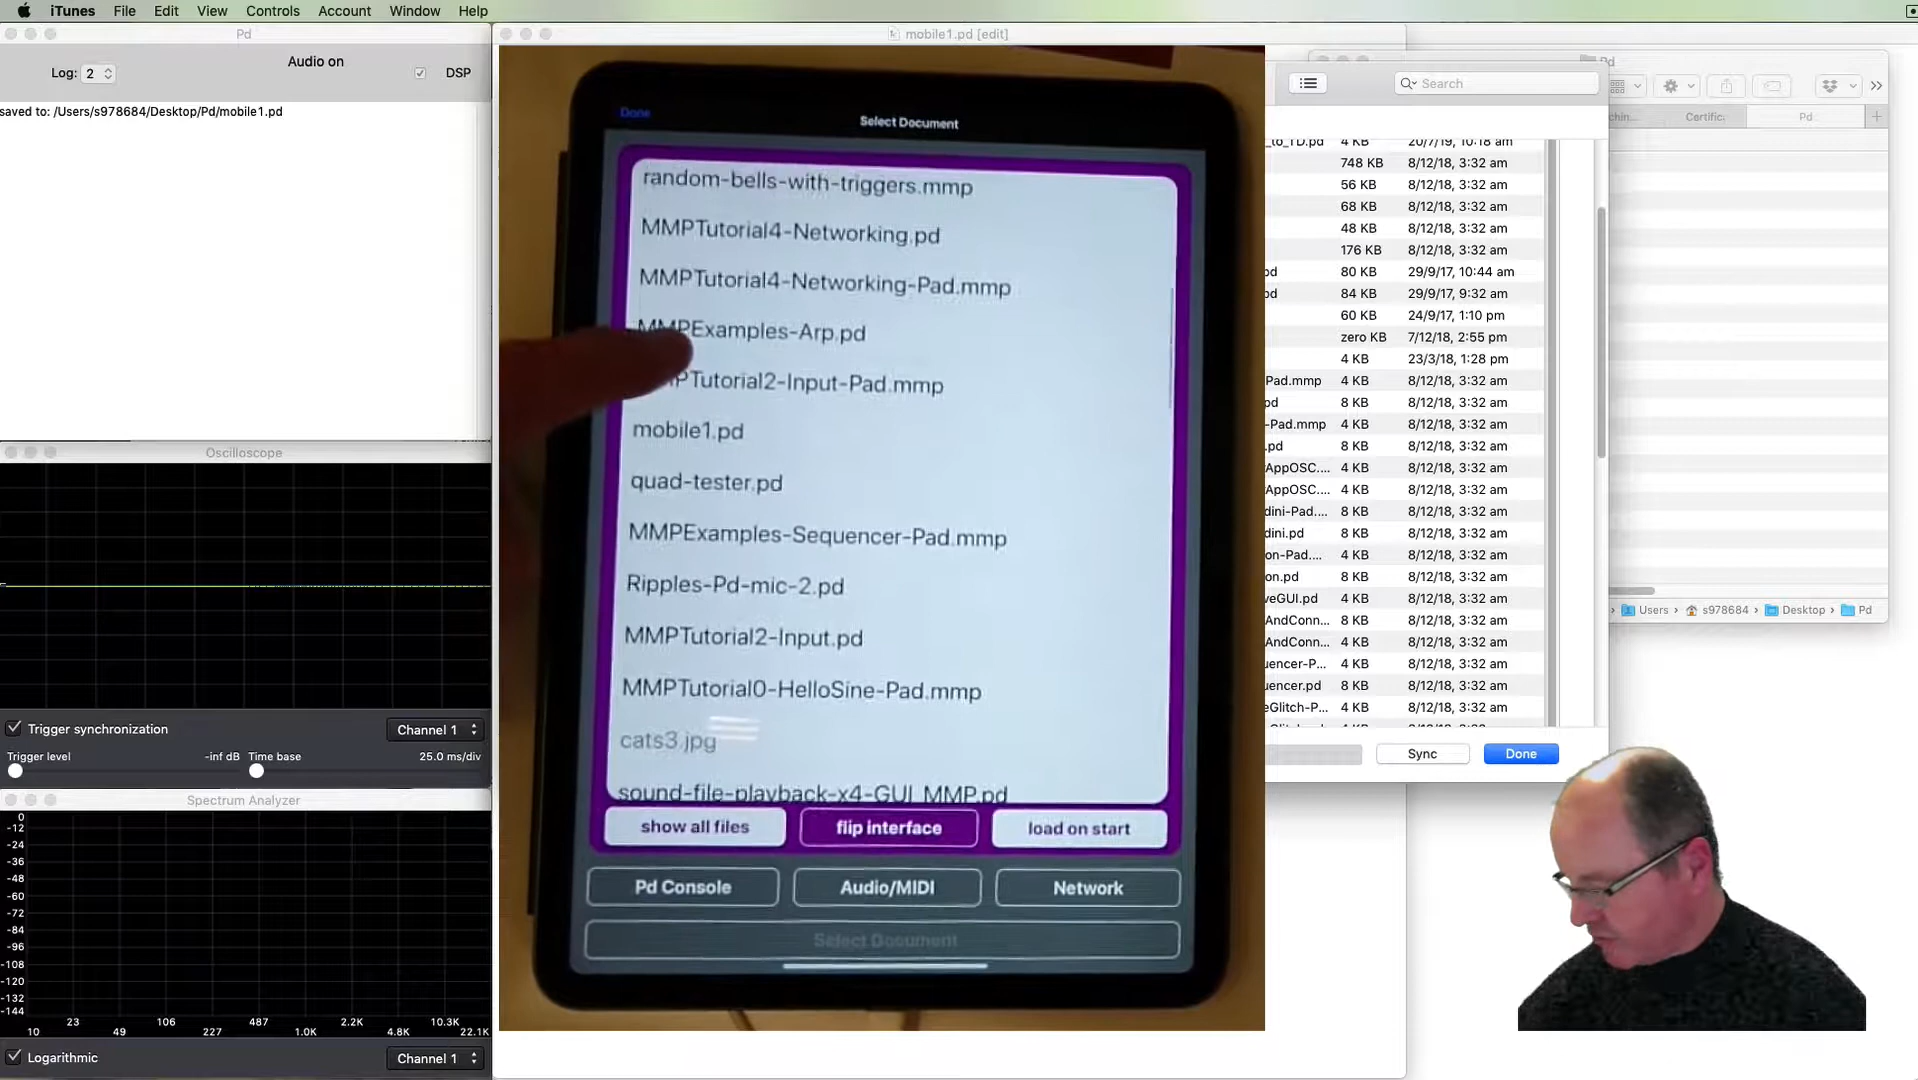 iTunes File Edit View Controls Account Window Help
Pd
Log: 2
Audio on
DSP
saved to: /Users/s978684/Desktop/Pd/mobile1.pd
Oscilloscope
Trigger synchronization
Channel 1
Trigger level
-inf dB
Time base
25.0 ms/div
Spectrum Analyzer
0
-12
-24
-36
-48
-60
-72
-84
-96
-108
-120
-132
-144
10 23 49 106 227 487 1.0K 2.2K 4.8K 10.3K 22.1K
Logarithmic
Channel 1
mobile1.pd [edit]
Done
Select Document
random-bells-with-triggers.mmp
MMPTutorial4-Networking.pd
MMPTutorial4-Networking-Pad.mmp
MMPExamples-Arp.pd
PTutorial2-Input-Pad.mmp
mobile1.pd
quad-tester.pd
MMPExamples-Sequencer-Pad.mmp
Ripples-Pd-mic-2.pd
MMPTutorial2-Input.pd
MMPTutorial0-HelloSine-Pad.mmp
cats3.jpg
sound-file-playback-x4-GUI_MMP.pd
show all files
flip interface
load on start
Pd Console
Audio/MIDI
Network
Select Document
Search
_to_TD.pd 4 KB 20/7/19, 10:18 am
748 KB 8/12/18, 3:32 am
56 KB 8/12/18, 3:32 am
68 KB 8/12/18, 3:32 am
48 KB 8/12/18, 3:32 am
176 KB 8/12/18, 3:32 am
pd 80 KB 29/9/17, 10:44 am
pd 84 KB 29/9/17, 9:32 am
60 KB 24/9/17, 1:10 pm
zero KB 7/12/18, 2:55 pm
4 KB 23/3/18, 1:28 pm
Pad.mmp 4 KB 8/12/18, 3:32 am
pd 4 KB 8/12/18, 3:32 am
-Pad.mmp 4 KB 8/12/18, 3:32 am
.pd 8 KB 8/12/18, 3:32 am
AppOSC.... 4 KB 8/12/18, 3:32 am
AppOSC.... 4 KB 8/12/18, 3:32 am
dini-Pad.... 8 KB 8/12/18, 3:32 am
dini.pd 8 KB 8/12/18, 3:32 am
on-Pad.... 4 KB 8/12/18, 3:32 am
on.pd 8 KB 8/12/18, 3:32 am
veGUI.pd 4 KB 8/12/18, 3:32 am
AndConn... 8 KB 8/12/18, 3:32 am
AndConn... 4 KB 8/12/18, 3:32 am
uencer-P... 4 KB 8/12/18, 3:32 am
uencer.pd 8 KB 8/12/18, 3:32 am
eGlitch-P... 4 KB 8/12/18, 3:32 am
Sync
Done
Pd
chin... Certific Pd
Users s978684 Desktop Pd